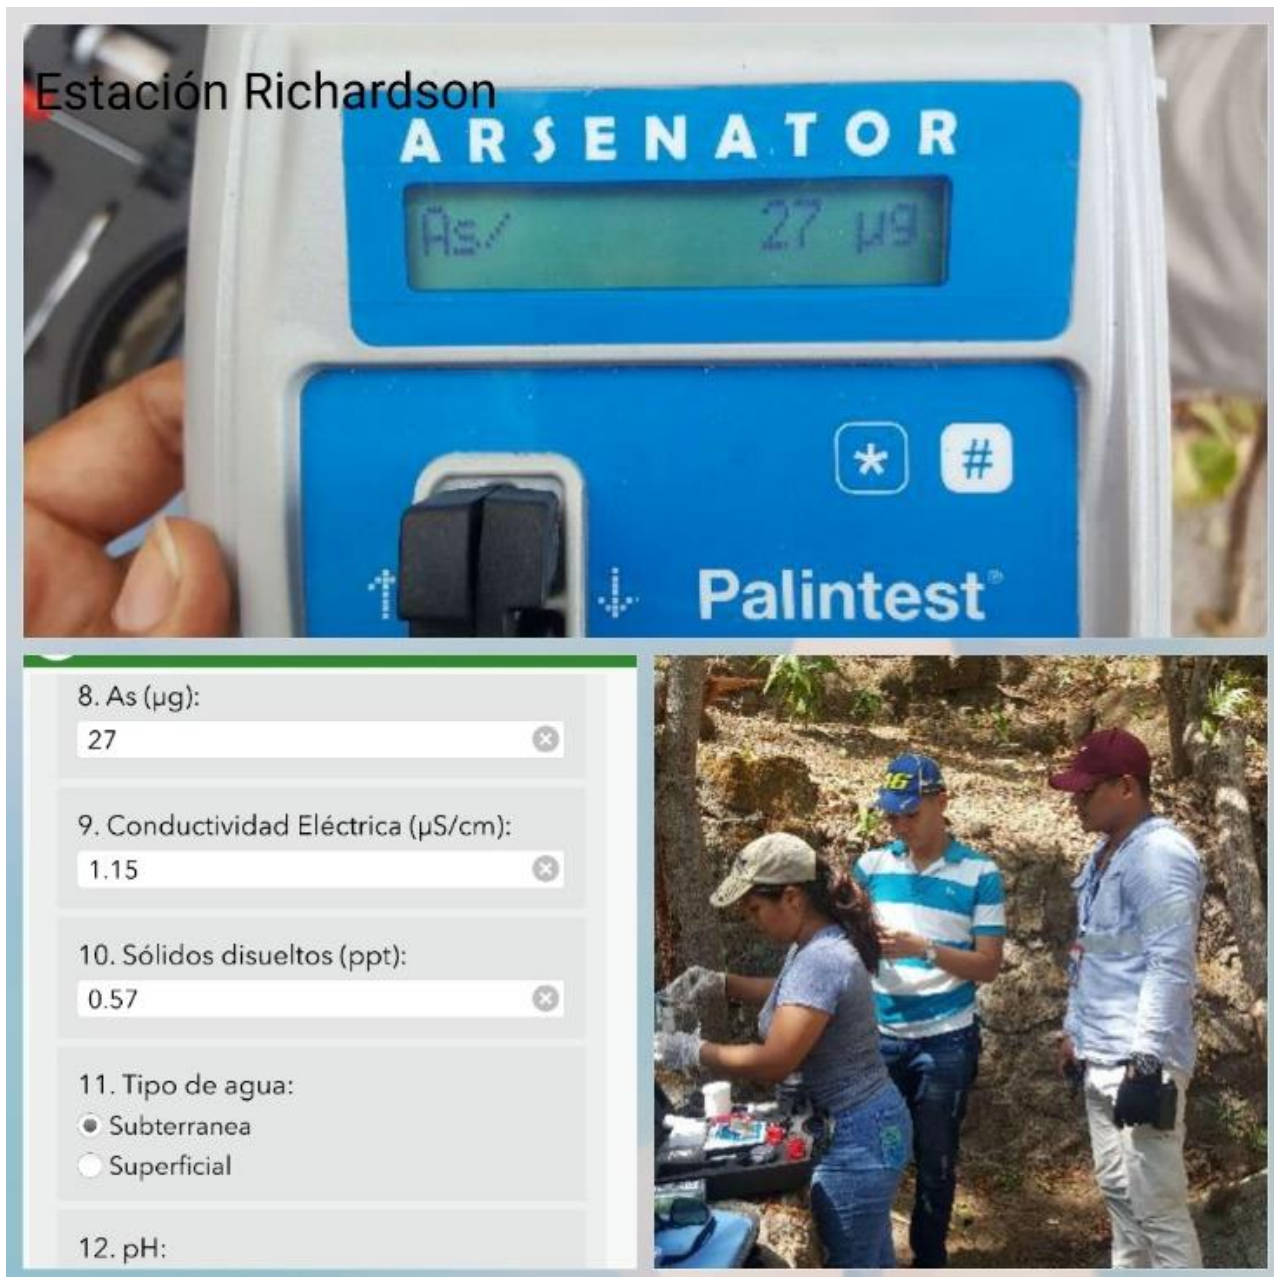 Estación Richardson
ARSENATOR
As/ 27 µg
* #
Palintest®
8. As (µg):
27
9. Conductividad Eléctrica (µS/cm):
1.15
10. Sólidos disueltos (ppt):
0.57
11. Tipo de agua:
Subterranea
Superficial
12. pH:
46